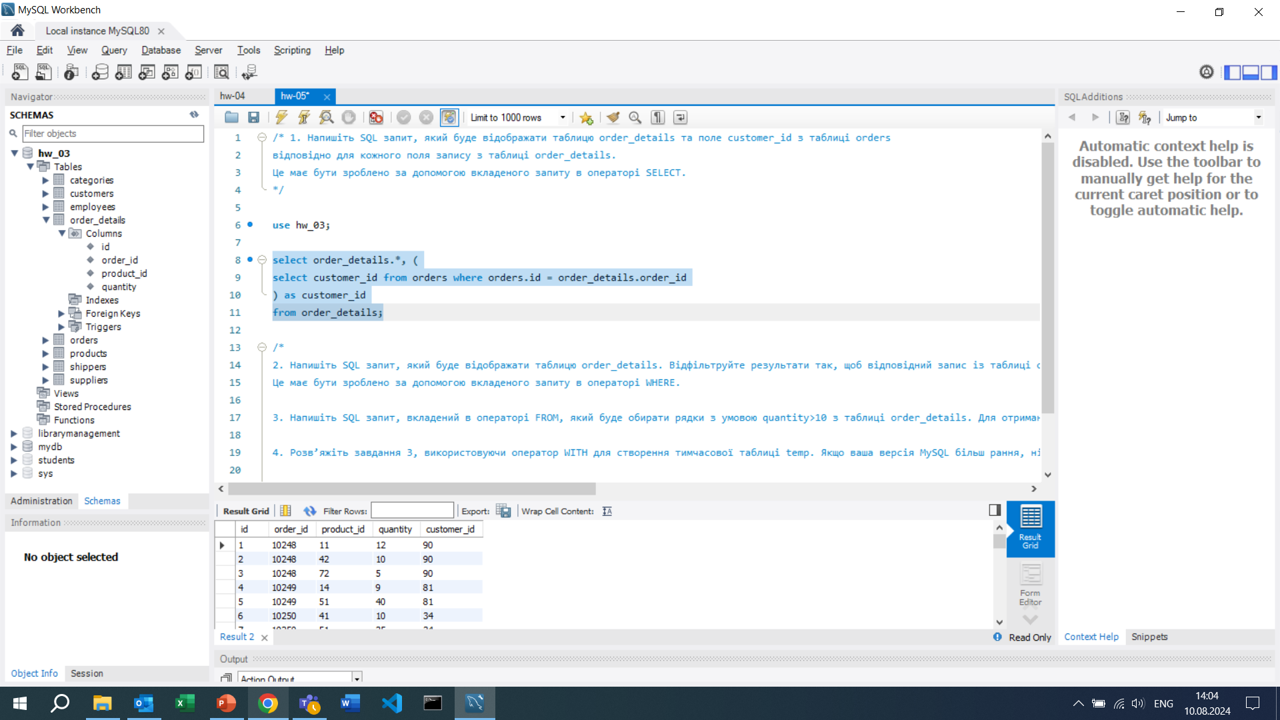 MySQL Workbench
Local instance MySQL80
File Edit View Query Database Server Tools Scripting Help
Navigator
SCHEMAS
Filter objects
hw_03
Tables
categories
customers
employees
order_details
Columns
id
order_id
product_id
quantity
Indexes
Foreign Keys
Triggers
orders
products
shippers
suppliers
Views
Stored Procedures
Functions
librarymanagement
mydb
students
sys
Administration Schemas
Information
No object selected
Object Info Session
hw-04 hw-05*
Limit to 1000 rows
1 /* 1. Напишіть SQL запит, який буде відображати таблицю order_details та поле customer_id з таблиці orders
2 відповідно для кожного поля запису з таблиці order_details.
3 Це має бути зроблено за допомогою вкладеного запиту в операторі SELECT.
4 */
5
6 use hw_03;
7
8 select order_details.*, (
9 select customer_id from orders where orders.id = order_details.order_id
10 ) as customer_id
11 from order_details;
12
13 /*
14 2. Напишіть SQL запит, який буде відображати таблицю order_details. Відфільтруйте результати так, щоб відповідний запис із таблиці
15 Це має бути зроблено за допомогою вкладеного запиту в операторі WHERE.
16
17 3. Напишіть SQL запит, вкладений в операторі FROM, який буде обирати рядки з умовою quantity>10 з таблиці order_details. Для отриман
18
19 4. Розв’яжіть завдання 3, використовуючи оператор WITH для створення тимчасової таблиці temp. Якщо ваша версія MySQL більш рання, ні
20
Result Grid Filter Rows: Export: Wrap Cell Content:
id order_id product_id quantity customer_id
1 10248 11 12 90
2 10248 42 10 90
3 10248 72 5 90
4 10249 14 9 81
5 10249 51 40 81
6 10250 41 10 34
Result Grid
Form Editor
Result 2
Read Only
Output
Action Output
SQLAdditions
Jump to
Automatic context help is
disabled. Use the toolbar to
manually get help for the
current caret position or to
toggle automatic help.
Context Help Snippets
ENG
14:04
10.08.2024